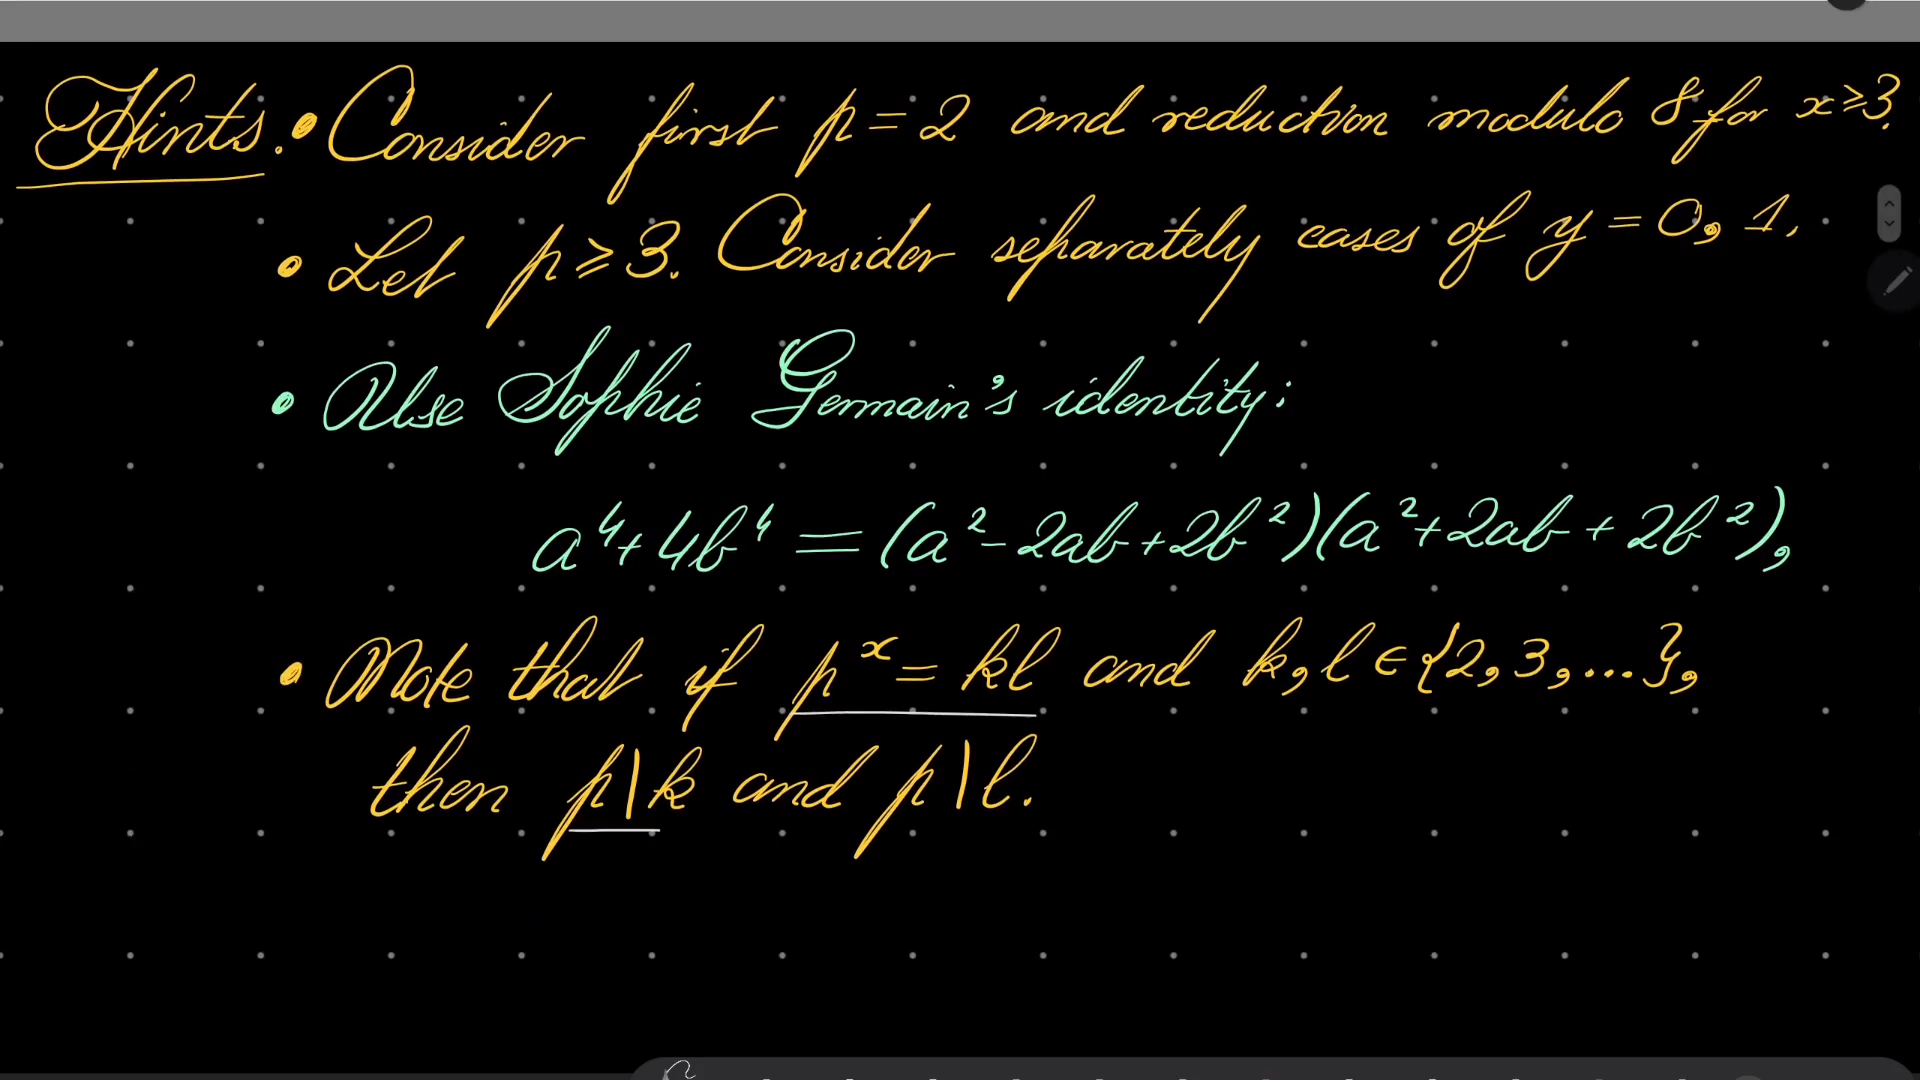 Hints. • Consider first p = 2 and reduction modulo 8 for x ≥ 3.
• Let p ≥ 3. Consider separately cases of y = 0, 1,
• Use Sophie Germain's identity:
a⁴ + 4b⁴ = (a² - 2ab + 2b²)(a² + 2ab + 2b²),
• Note that if pˣ = kl and k, l ∈ {2, 3, ...},
then p|k and p|l.